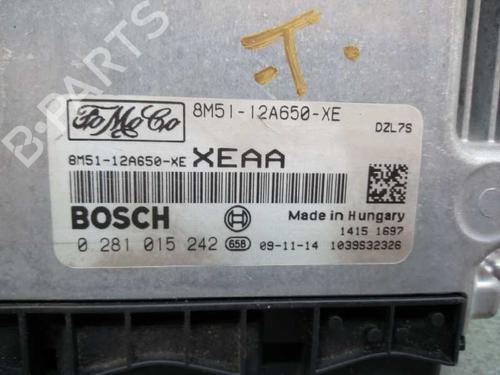 .T.
FoMoCo 8M51-12A650-XE
DZL7S
8M51-12A650-XE XEAA
BOSCH
Made in Hungary
1415 1697
0 281 015 242 658 09-11-14 1039S32326
B-PARTS